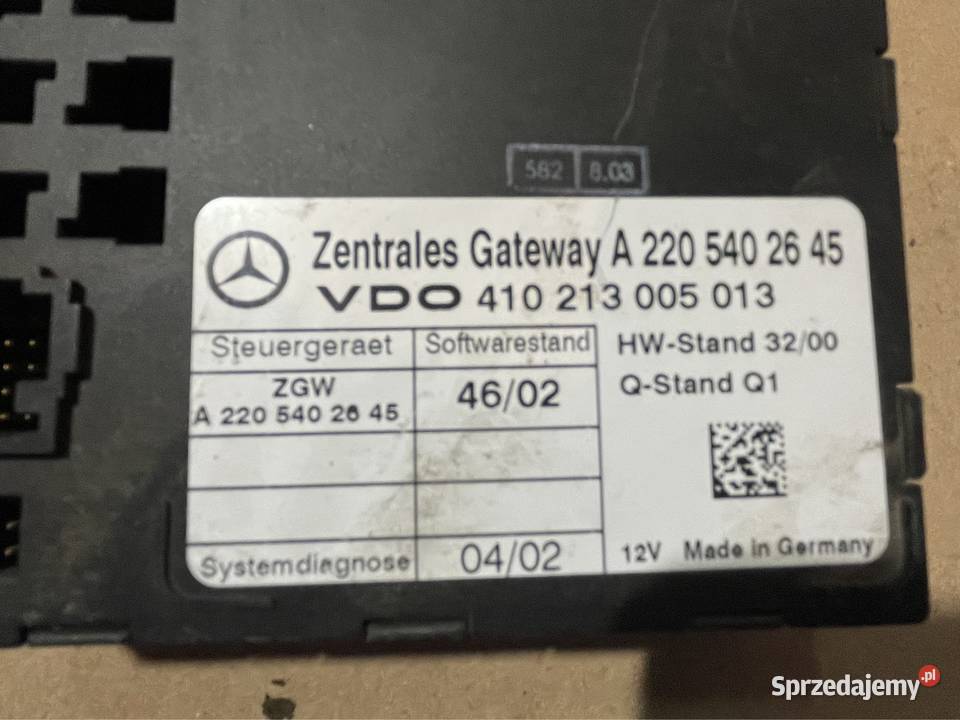 582 8.03
Zentrales Gateway A 220 540 26 45
VDO 410 213 005 013
Steuergeraet Softwarestand HW-Stand 32/00
ZGW 46/02 Q-Stand Q1
A 220 540 26 45
Systemdiagnose 04/02 12V Made in Germany
Sprzedajemy.pl